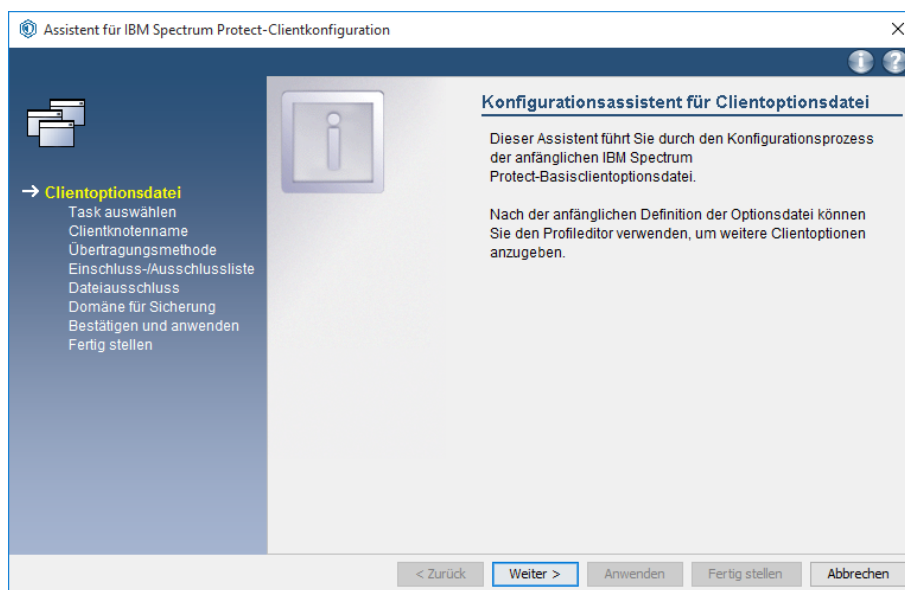 Assistent für IBM Spectrum Protect-Clientkonfiguration
Clientoptionsdatei
Task auswählen
Clientknotenname
Übertragungsmethode
Einschluss-/Ausschlussliste
Dateiausschluss
Domäne für Sicherung
Bestätigen und anwenden
Fertig stellen
Konfigurationsassistent für Clientoptionsdatei
Dieser Assistent führt Sie durch den Konfigurationsprozess
der anfänglichen IBM Spectrum
Protect-Basisclientoptionsdatei.
Nach der anfänglichen Definition der Optionsdatei können
Sie den Profileditor verwenden, um weitere Clientoptionen
anzugeben.
< Zurück
Weiter >
Anwenden
Fertig stellen
Abbrechen